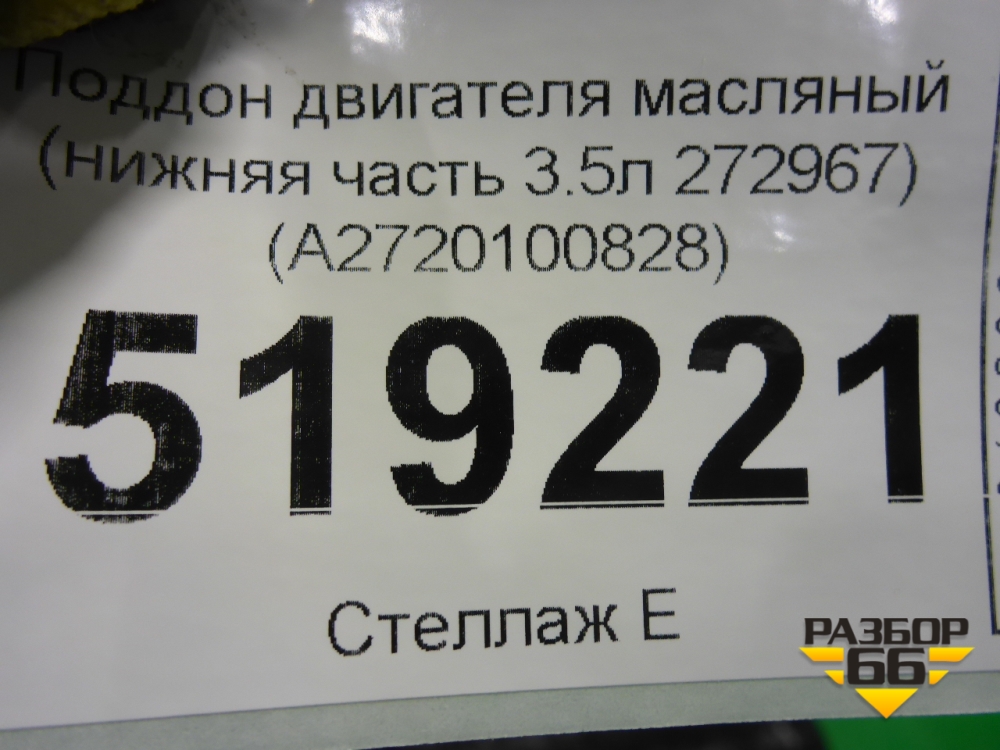 Поддон двигателя масляный
(нижняя часть 3.5л 272967)
(A2720100828)
519221
Стеллаж Е
РАЗБОР
66